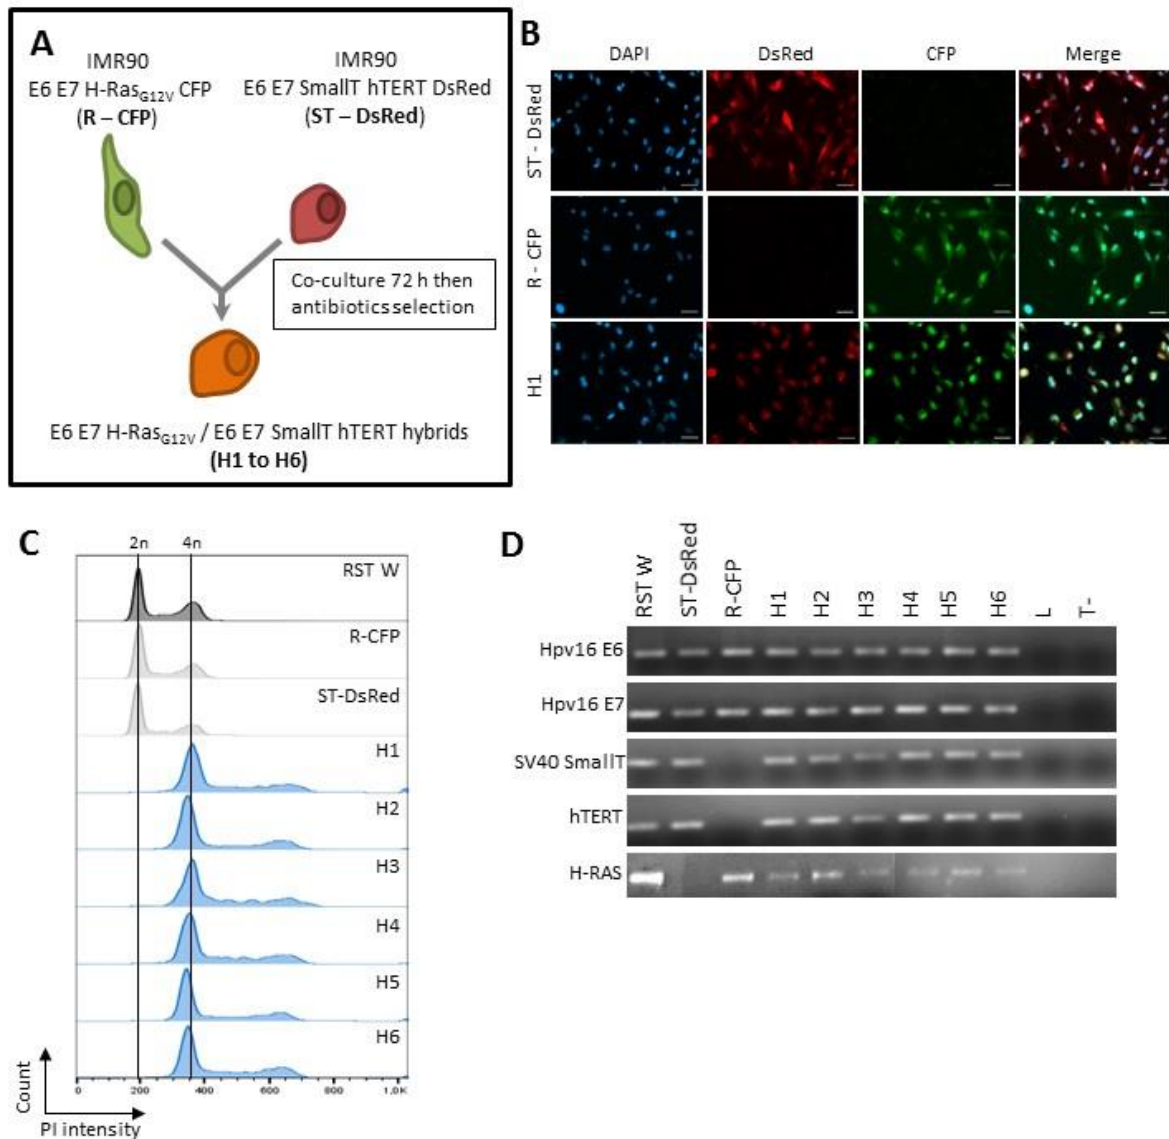 A
IMR90
E6 E7 H-RasG12V CFP
(R – CFP)
IMR90
E6 E7 SmallT hTERT DsRed
(ST – DsRed)
Co-culture 72 h then
antibiotics selection
E6 E7 H-RasG12V / E6 E7 SmallT hTERT hybrids
(H1 to H6)
B
DAPI DsRed CFP Merge
ST - DsRed
R - CFP
H1
C
2n 4n
RST W
R-CFP
ST-DsRed
H1
H2
H3
H4
H5
H6
0 200 400 600 800 1,0K
Count
PI intensity
D
RST W ST-DsRed R-CFP H1 H2 H3 H4 H5 H6 L T-
Hpv16 E6
Hpv16 E7
SV40 SmallT
hTERT
H-RAS